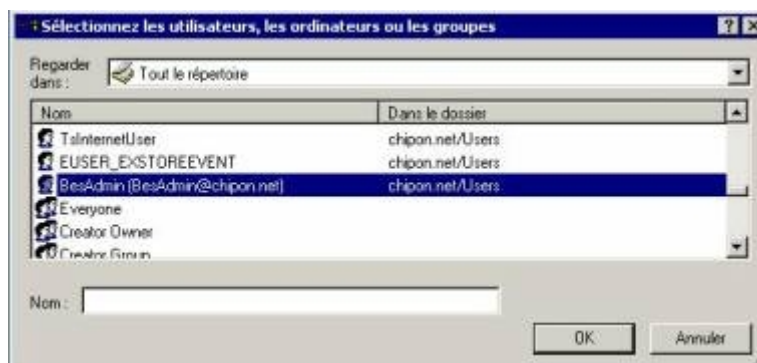 Sélectionnez les utilisateurs, les ordinateurs ou les groupes
Regarder dans :
Tout le répertoire
Nom Dans le dossier
TsInternetUser chipon.net/Users
EUSER_EXSTOREEVENT chipon.net/Users
BesAdmin (BesAdmin@chipon.net) chipon.net/Users
Everyone
Creator Owner
Creator Group
Nom :
OK Annuler